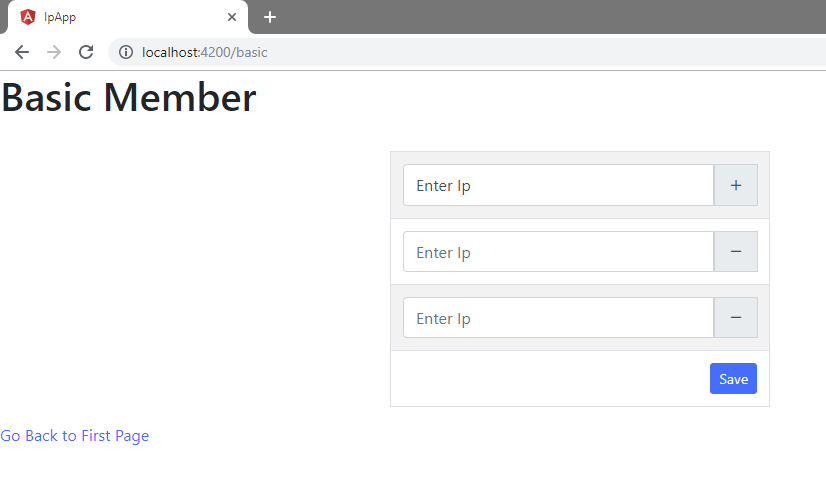 IpApp
localhost:4200/basic
Basic Member
Enter Ip +
Enter Ip −
Enter Ip −
Save
Go Back to First Page